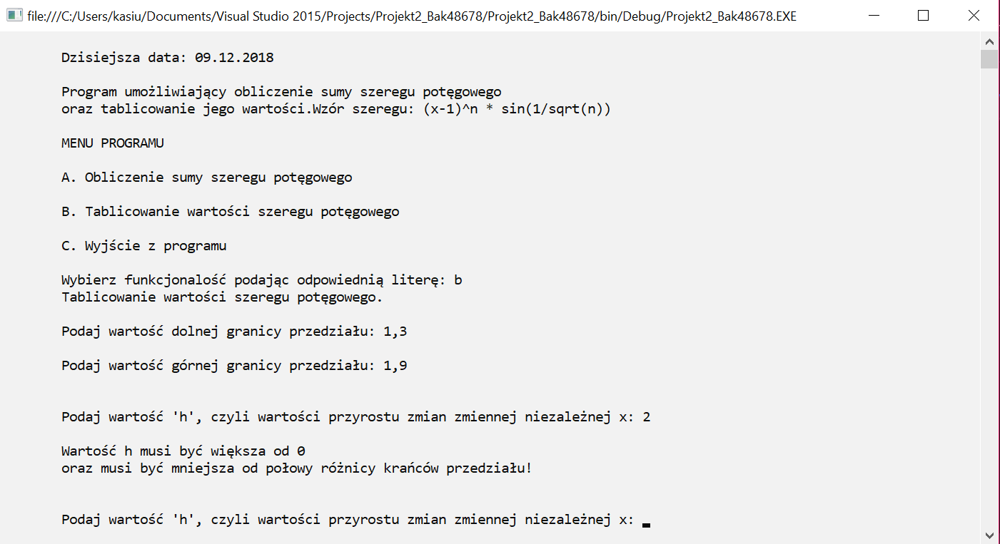 file:///C:/Users/kasiu/Documents/Visual Studio 2015/Projects/Projekt2_Bak48678/Projekt2_Bak48678/bin/Debug/Projekt2_Bak48678.EXE
Dzisiejsza data: 09.12.2018
Program umożliwiający obliczenie sumy szeregu potęgowego
oraz tablicowanie jego wartości.Wzór szeregu: (x-1)^n * sin(1/sqrt(n))
MENU PROGRAMU
A. Obliczenie sumy szeregu potęgowego
B. Tablicowanie wartości szeregu potęgowego
C. Wyjście z programu
Wybierz funkcjonalość podając odpowiednią literę: b
Tablicowanie wartości szeregu potęgowego.
Podaj wartość dolnej granicy przedziału: 1,3
Podaj wartość górnej granicy przedziału: 1,9
Podaj wartość 'h', czyli wartości przyrostu zmian zmiennej niezależnej x: 2
Wartość h musi być większa od 0
oraz musi być mniejsza od połowy różnicy krańców przedziału!
Podaj wartość 'h', czyli wartości przyrostu zmian zmiennej niezależnej x: